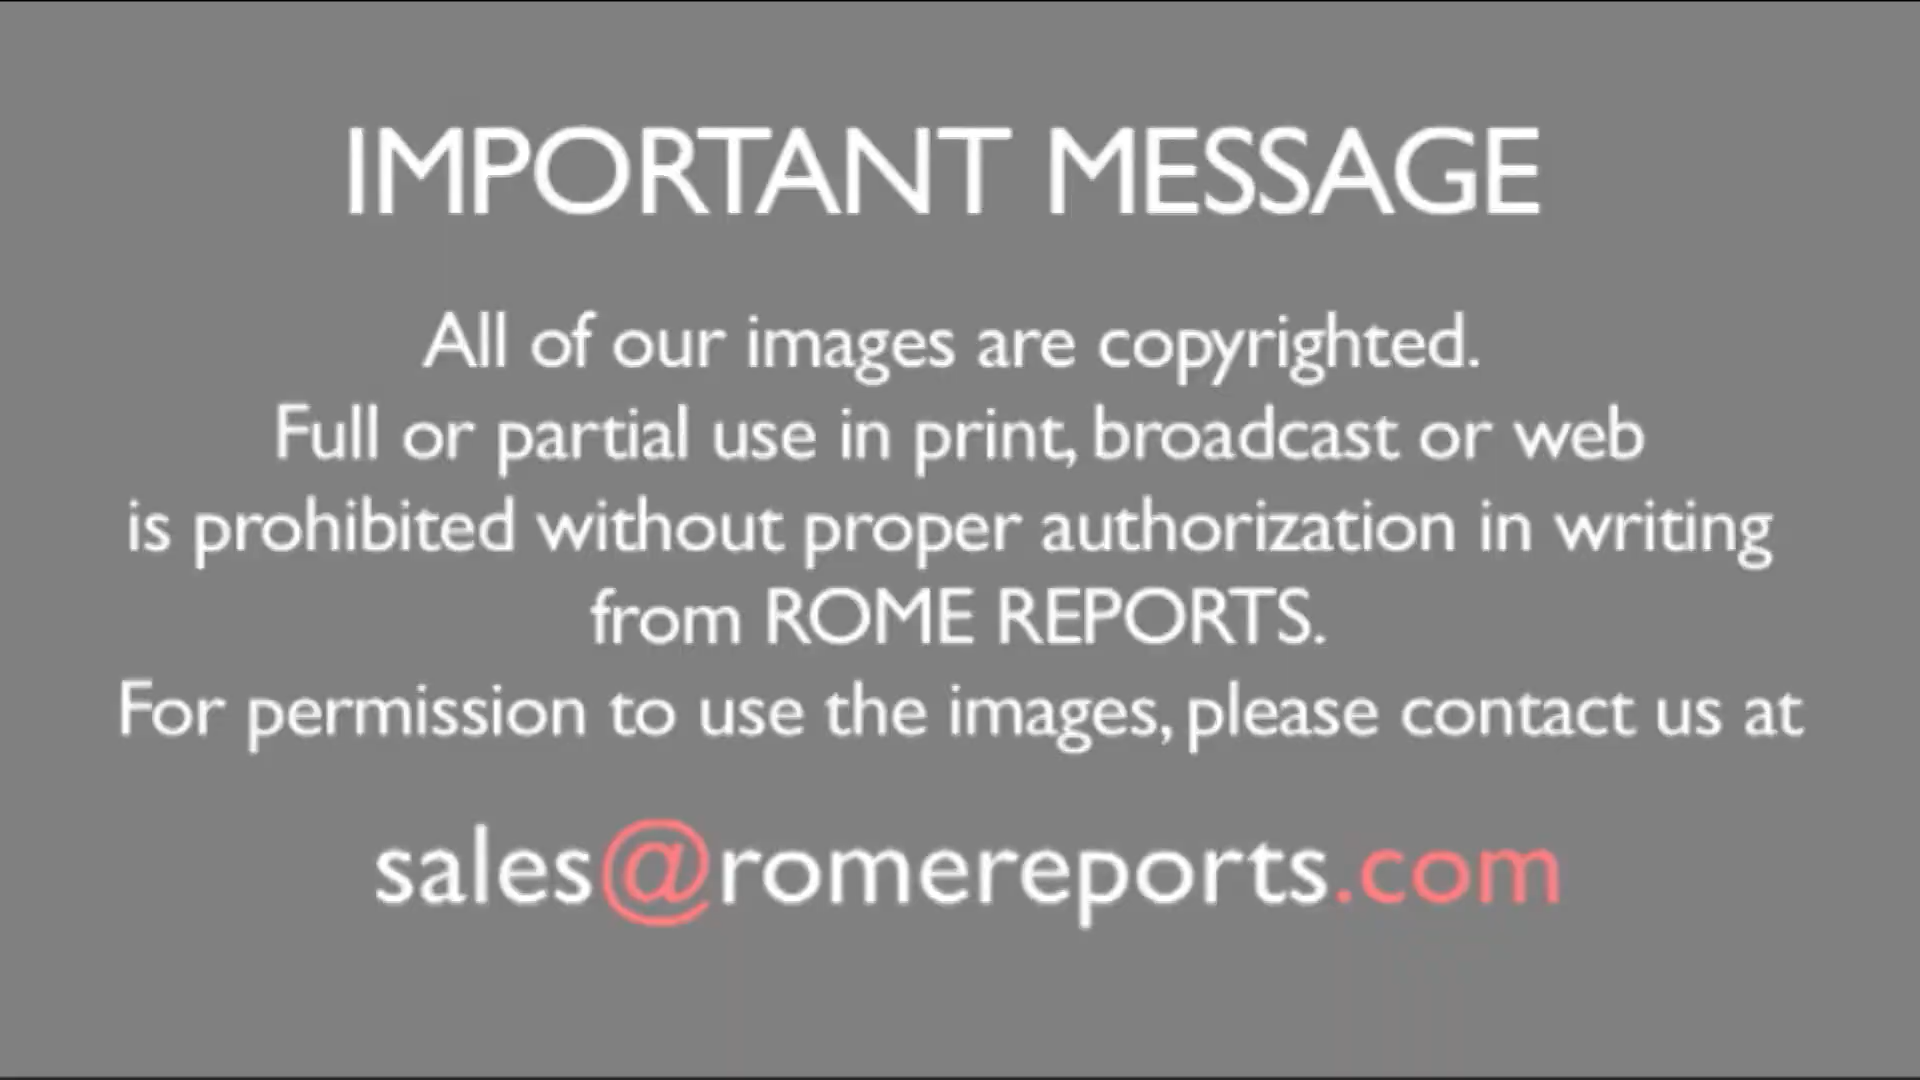 IMPORTANT MESSAGE
All of our images are copyrighted.
Full or partial use in print, broadcast or web
is prohibited without proper authorization in writing
from ROME REPORTS.
For permission to use the images, please contact us at
sales@romereports.com